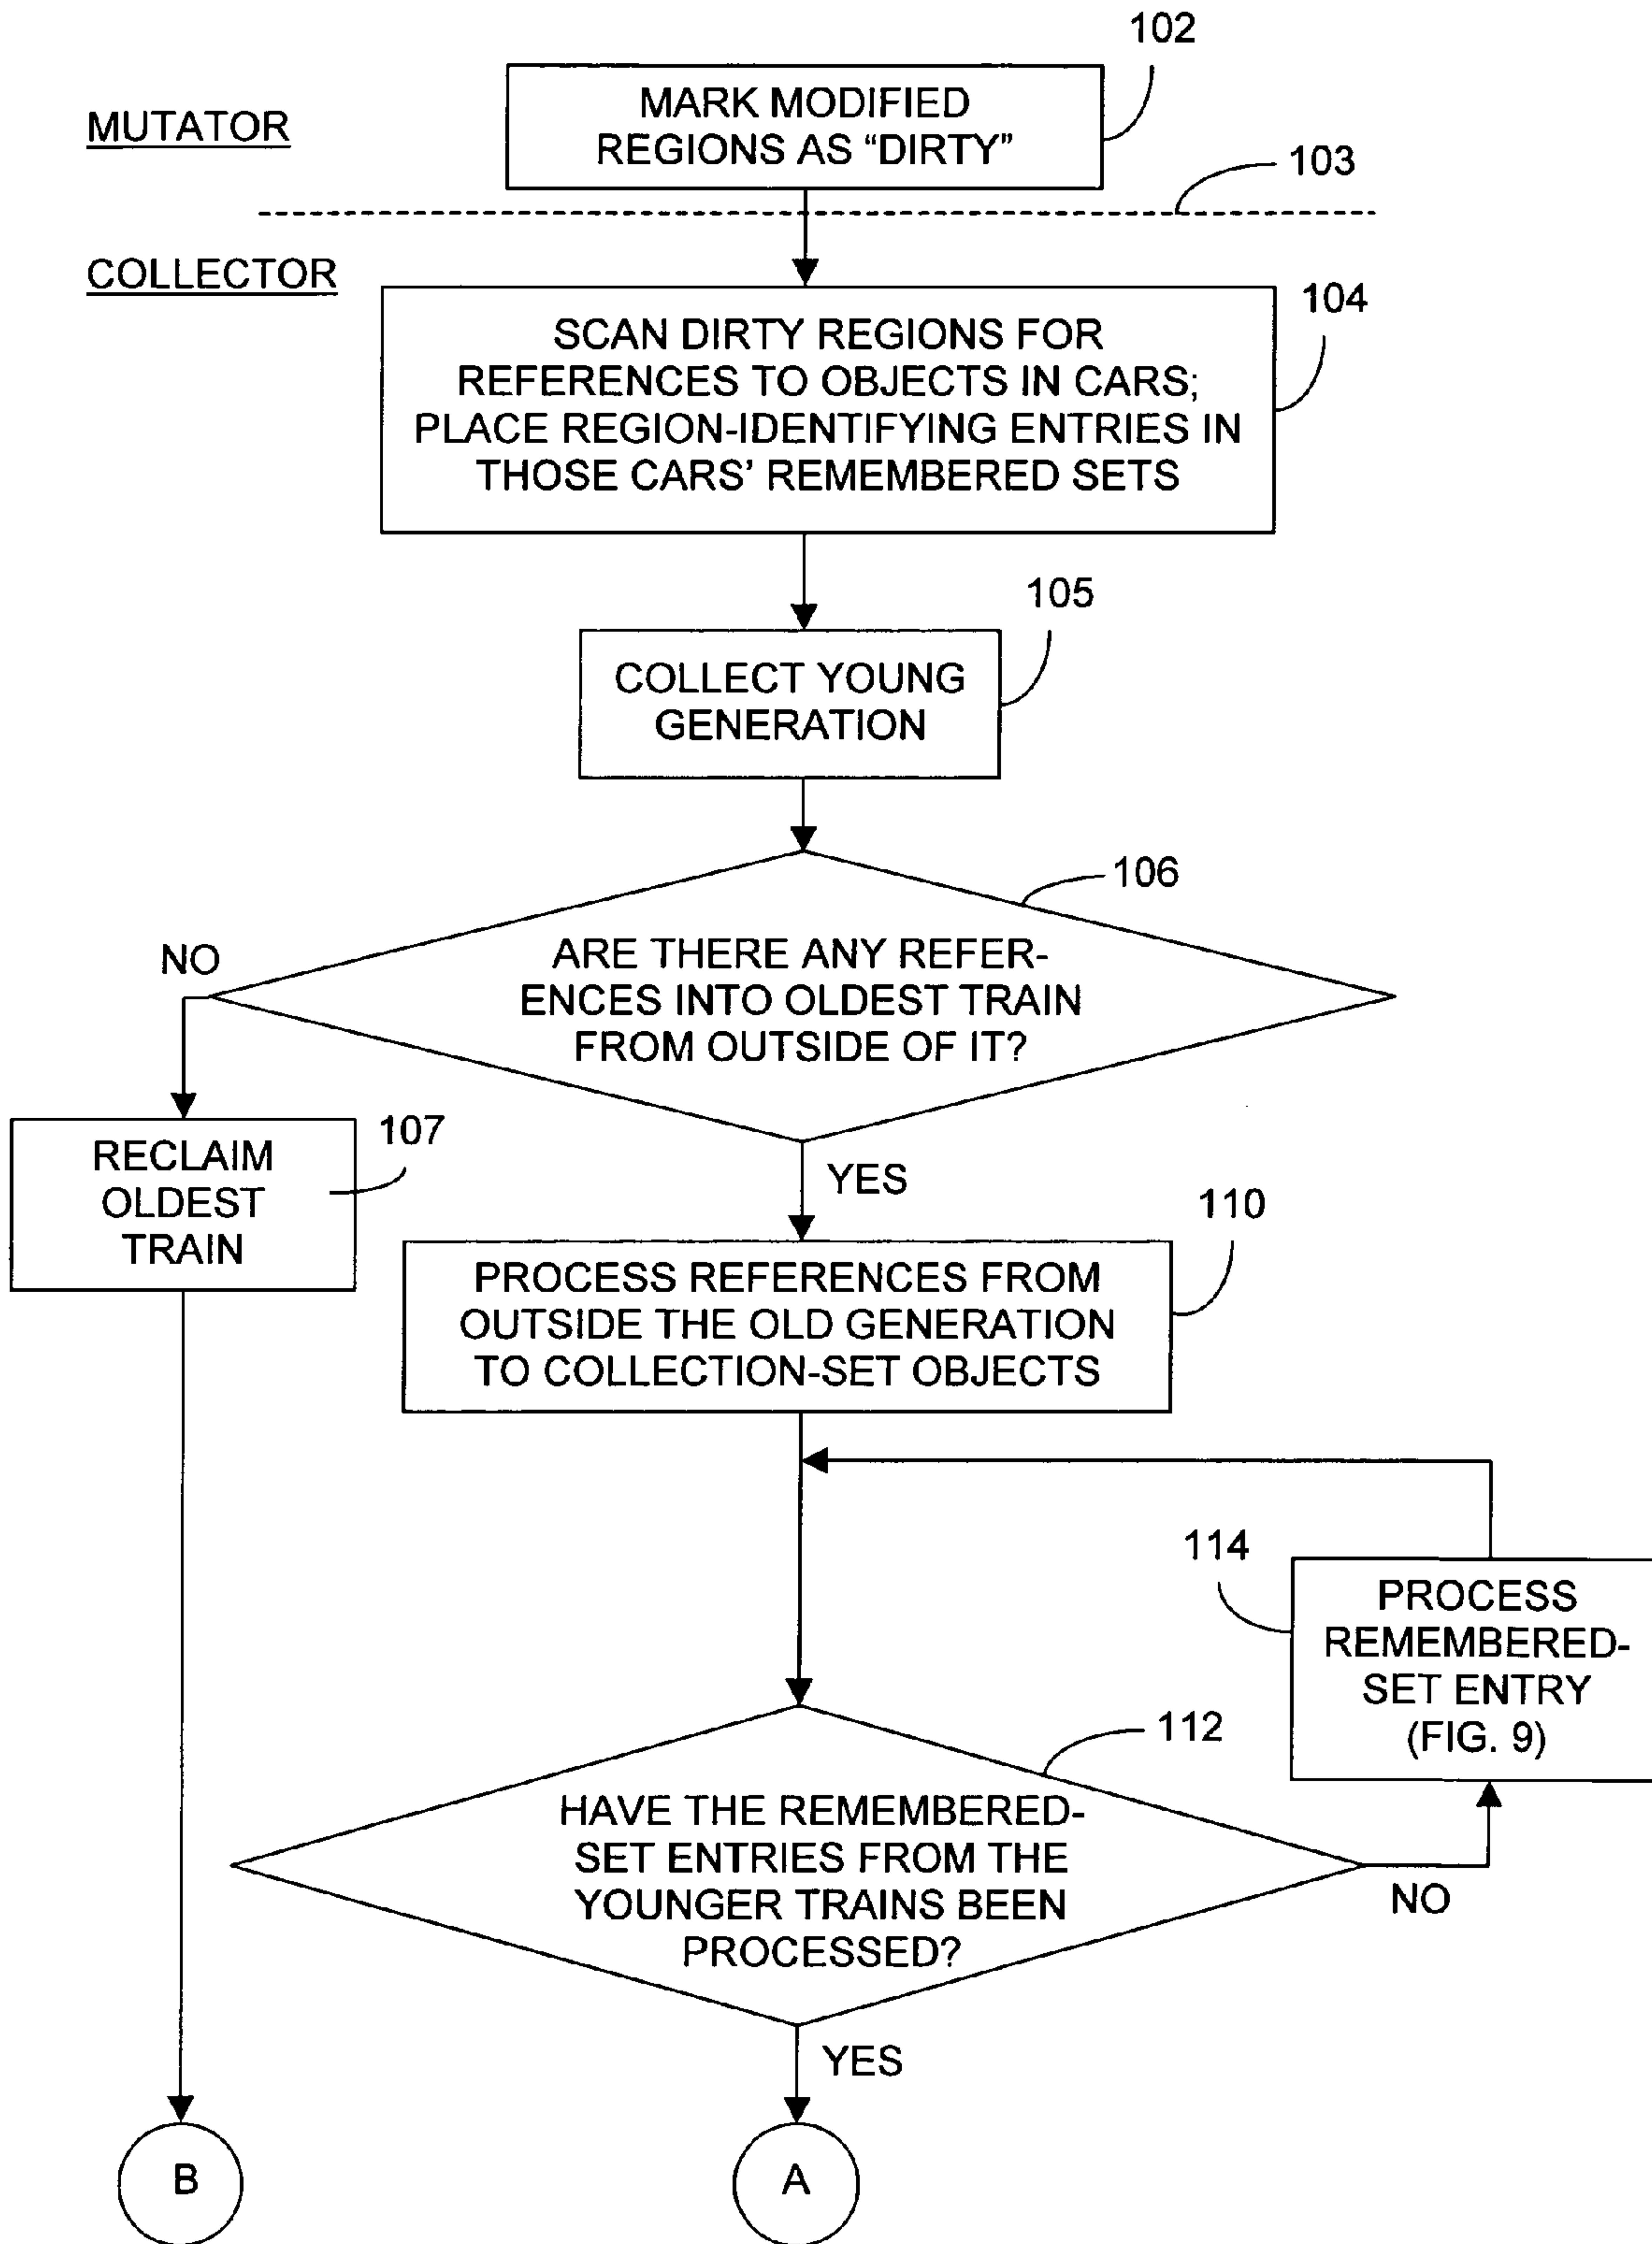 102
MARK MODIFIED
REGIONS AS “DIRTY”
MUTATOR
103
COLLECTOR
104
SCAN DIRTY REGIONS FOR
REFERENCES TO OBJECTS IN CARS;
PLACE REGION-IDENTIFYING ENTRIES IN
THOSE CARS’ REMEMBERED SETS
105
COLLECT YOUNG
GENERATION
106
ARE THERE ANY REFER-
ENCES INTO OLDEST TRAIN
FROM OUTSIDE OF IT?
NO
107
RECLAIM
OLDEST
TRAIN
YES
110
PROCESS REFERENCES FROM
OUTSIDE THE OLD GENERATION
TO COLLECTION-SET OBJECTS
114
PROCESS
REMEMBERED-
SET ENTRY
(FIG. 9)
112
HAVE THE REMEMBERED-
SET ENTRIES FROM THE
YOUNGER TRAINS BEEN
PROCESSED?
NO
YES
B
A